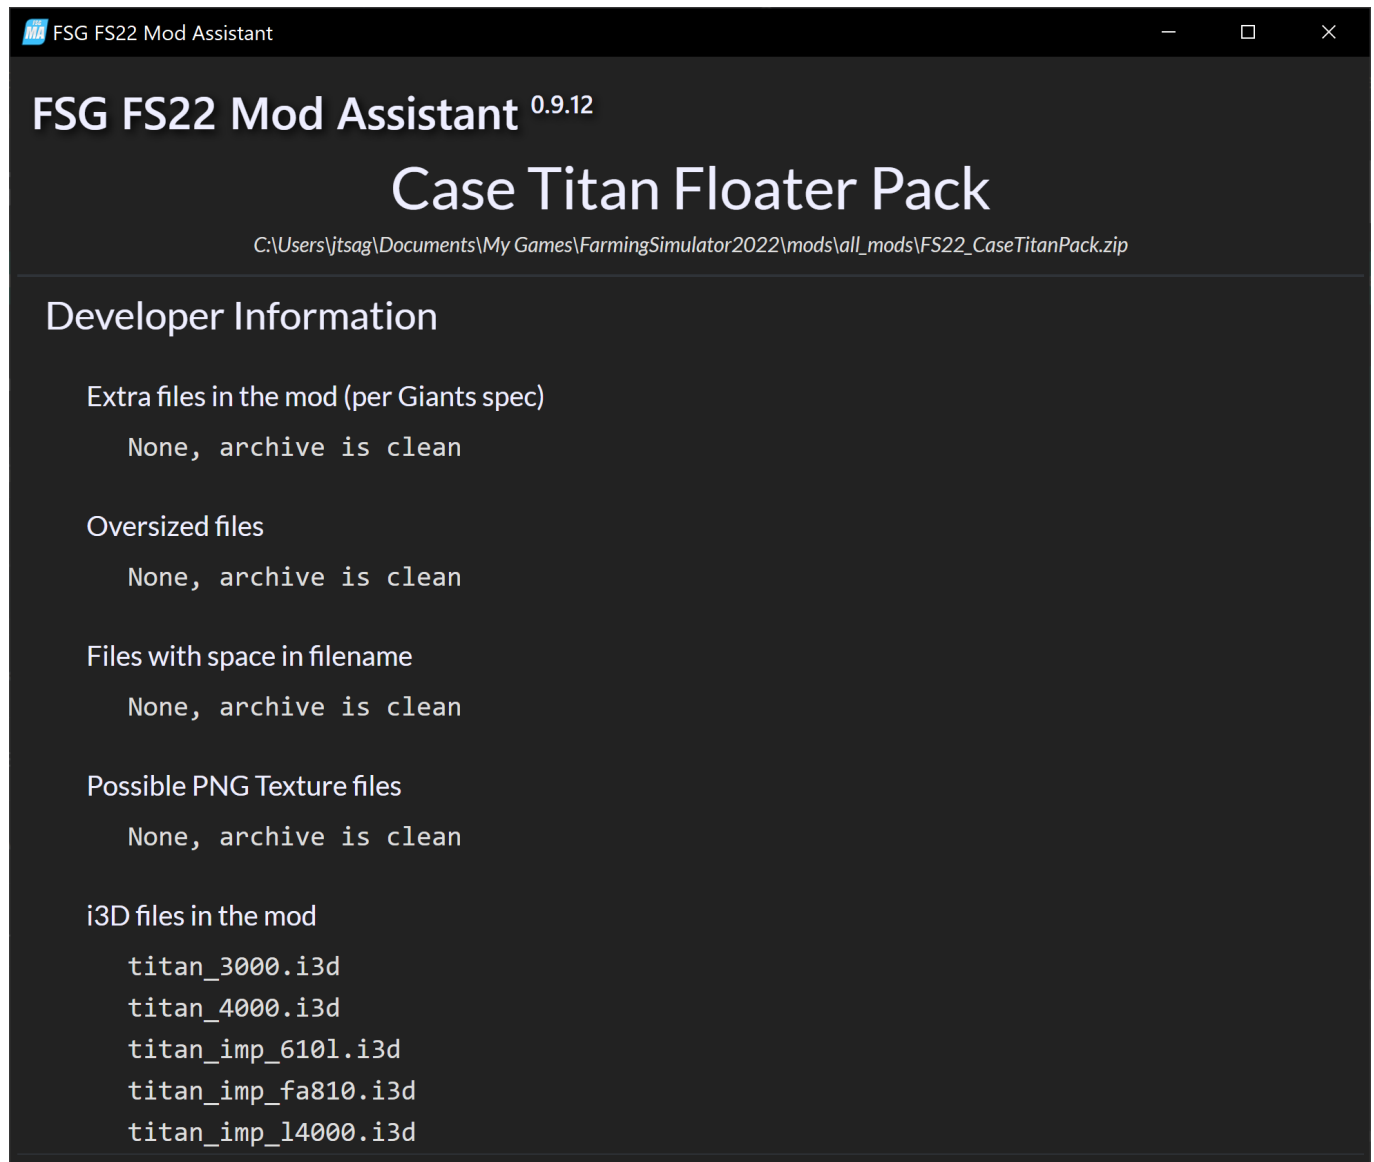 FSG FS22 Mod Assistant
FSG FS22 Mod Assistant 0.9.12
Case Titan Floater Pack
C:\Users\jtsag\Documents\My Games\FarmingSimulator2022\mods\all_mods\FS22_CaseTitanPack.zip
Developer Information
Extra files in the mod (per Giants spec)
None, archive is clean
Oversized files
None, archive is clean
Files with space in filename
None, archive is clean
Possible PNG Texture files
None, archive is clean
i3D files in the mod
titan_3000.i3d
titan_4000.i3d
titan_imp_610l.i3d
titan_imp_fa810.i3d
titan_imp_l4000.i3d